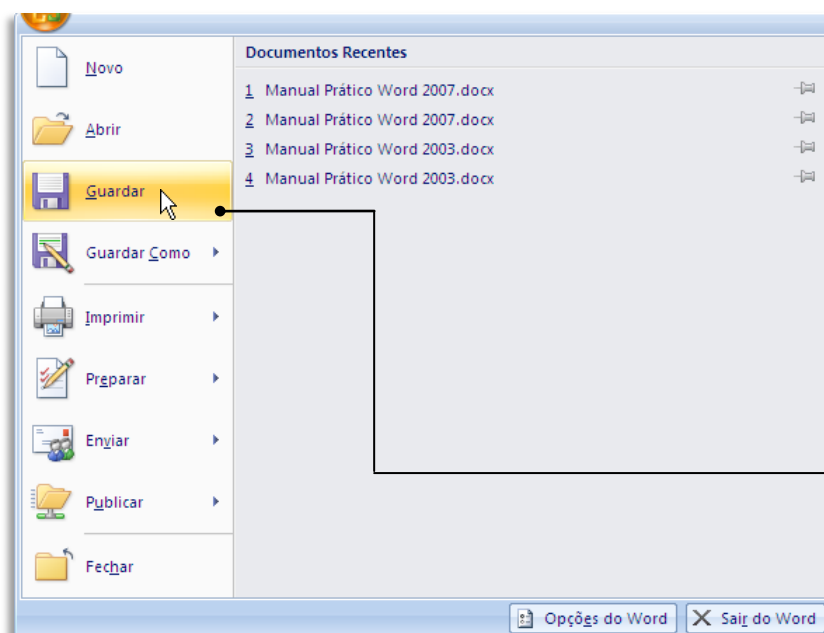 Novo
Abrir
Guardar
Guardar Como
Imprimir
Preparar
Enviar
Publicar
Fechar
Documentos Recentes
1 Manual Prático Word 2007.docx
2 Manual Prático Word 2007.docx
3 Manual Prático Word 2003.docx
4 Manual Prático Word 2003.docx
Opções do Word
Sair do Word